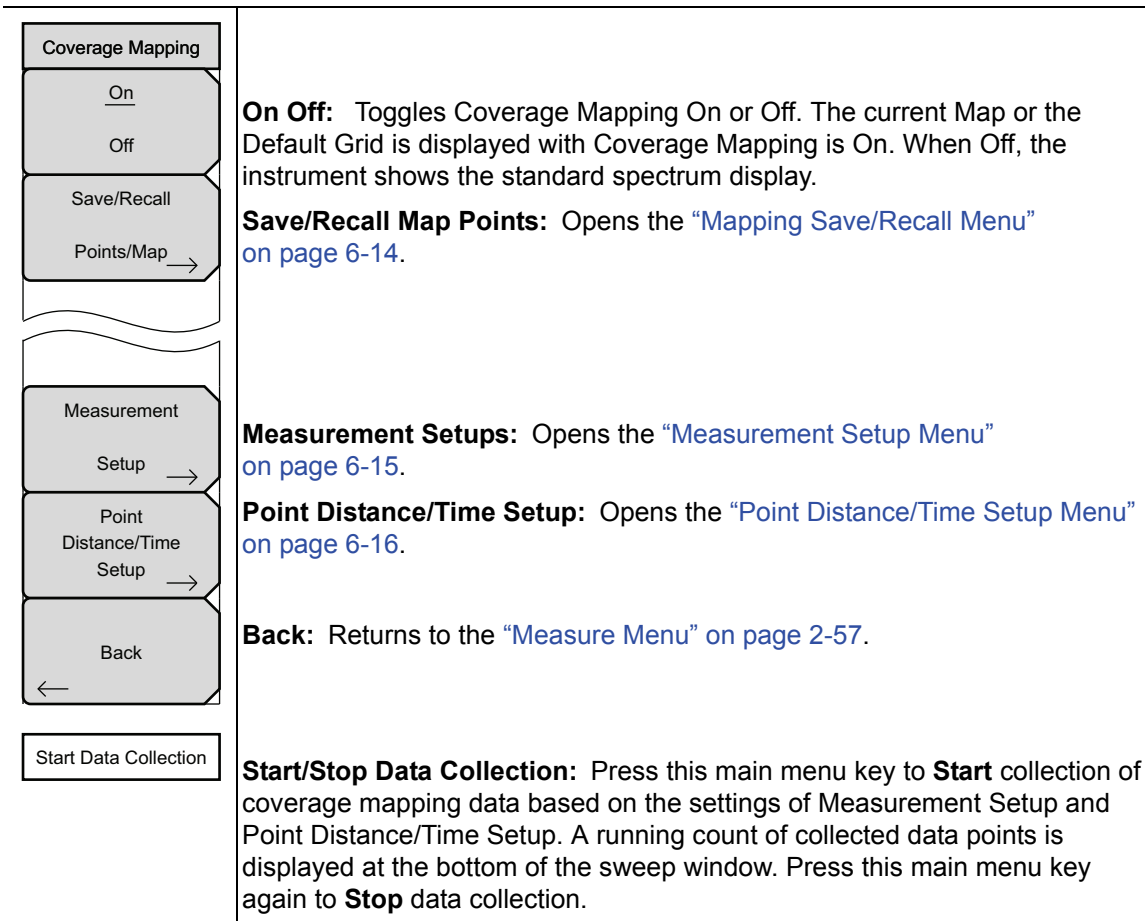 Coverage Mapping
On
Off
Save/Recall
Points/Map
Measurement
Setup
Point
Distance/Time
Setup
Back
Start Data Collection
On Off: Toggles Coverage Mapping On or Off. The current Map or the
Default Grid is displayed with Coverage Mapping is On. When Off, the
instrument shows the standard spectrum display.
Save/Recall Map Points: Opens the “Mapping Save/Recall Menu”
on page 6-14.
Measurement Setups: Opens the “Measurement Setup Menu”
on page 6-15.
Point Distance/Time Setup: Opens the “Point Distance/Time Setup Menu”
on page 6-16.
Back: Returns to the “Measure Menu” on page 2-57.
Start/Stop Data Collection: Press this main menu key to Start collection of
coverage mapping data based on the settings of Measurement Setup and
Point Distance/Time Setup. A running count of collected data points is
displayed at the bottom of the sweep window. Press this main menu key
again to Stop data collection.